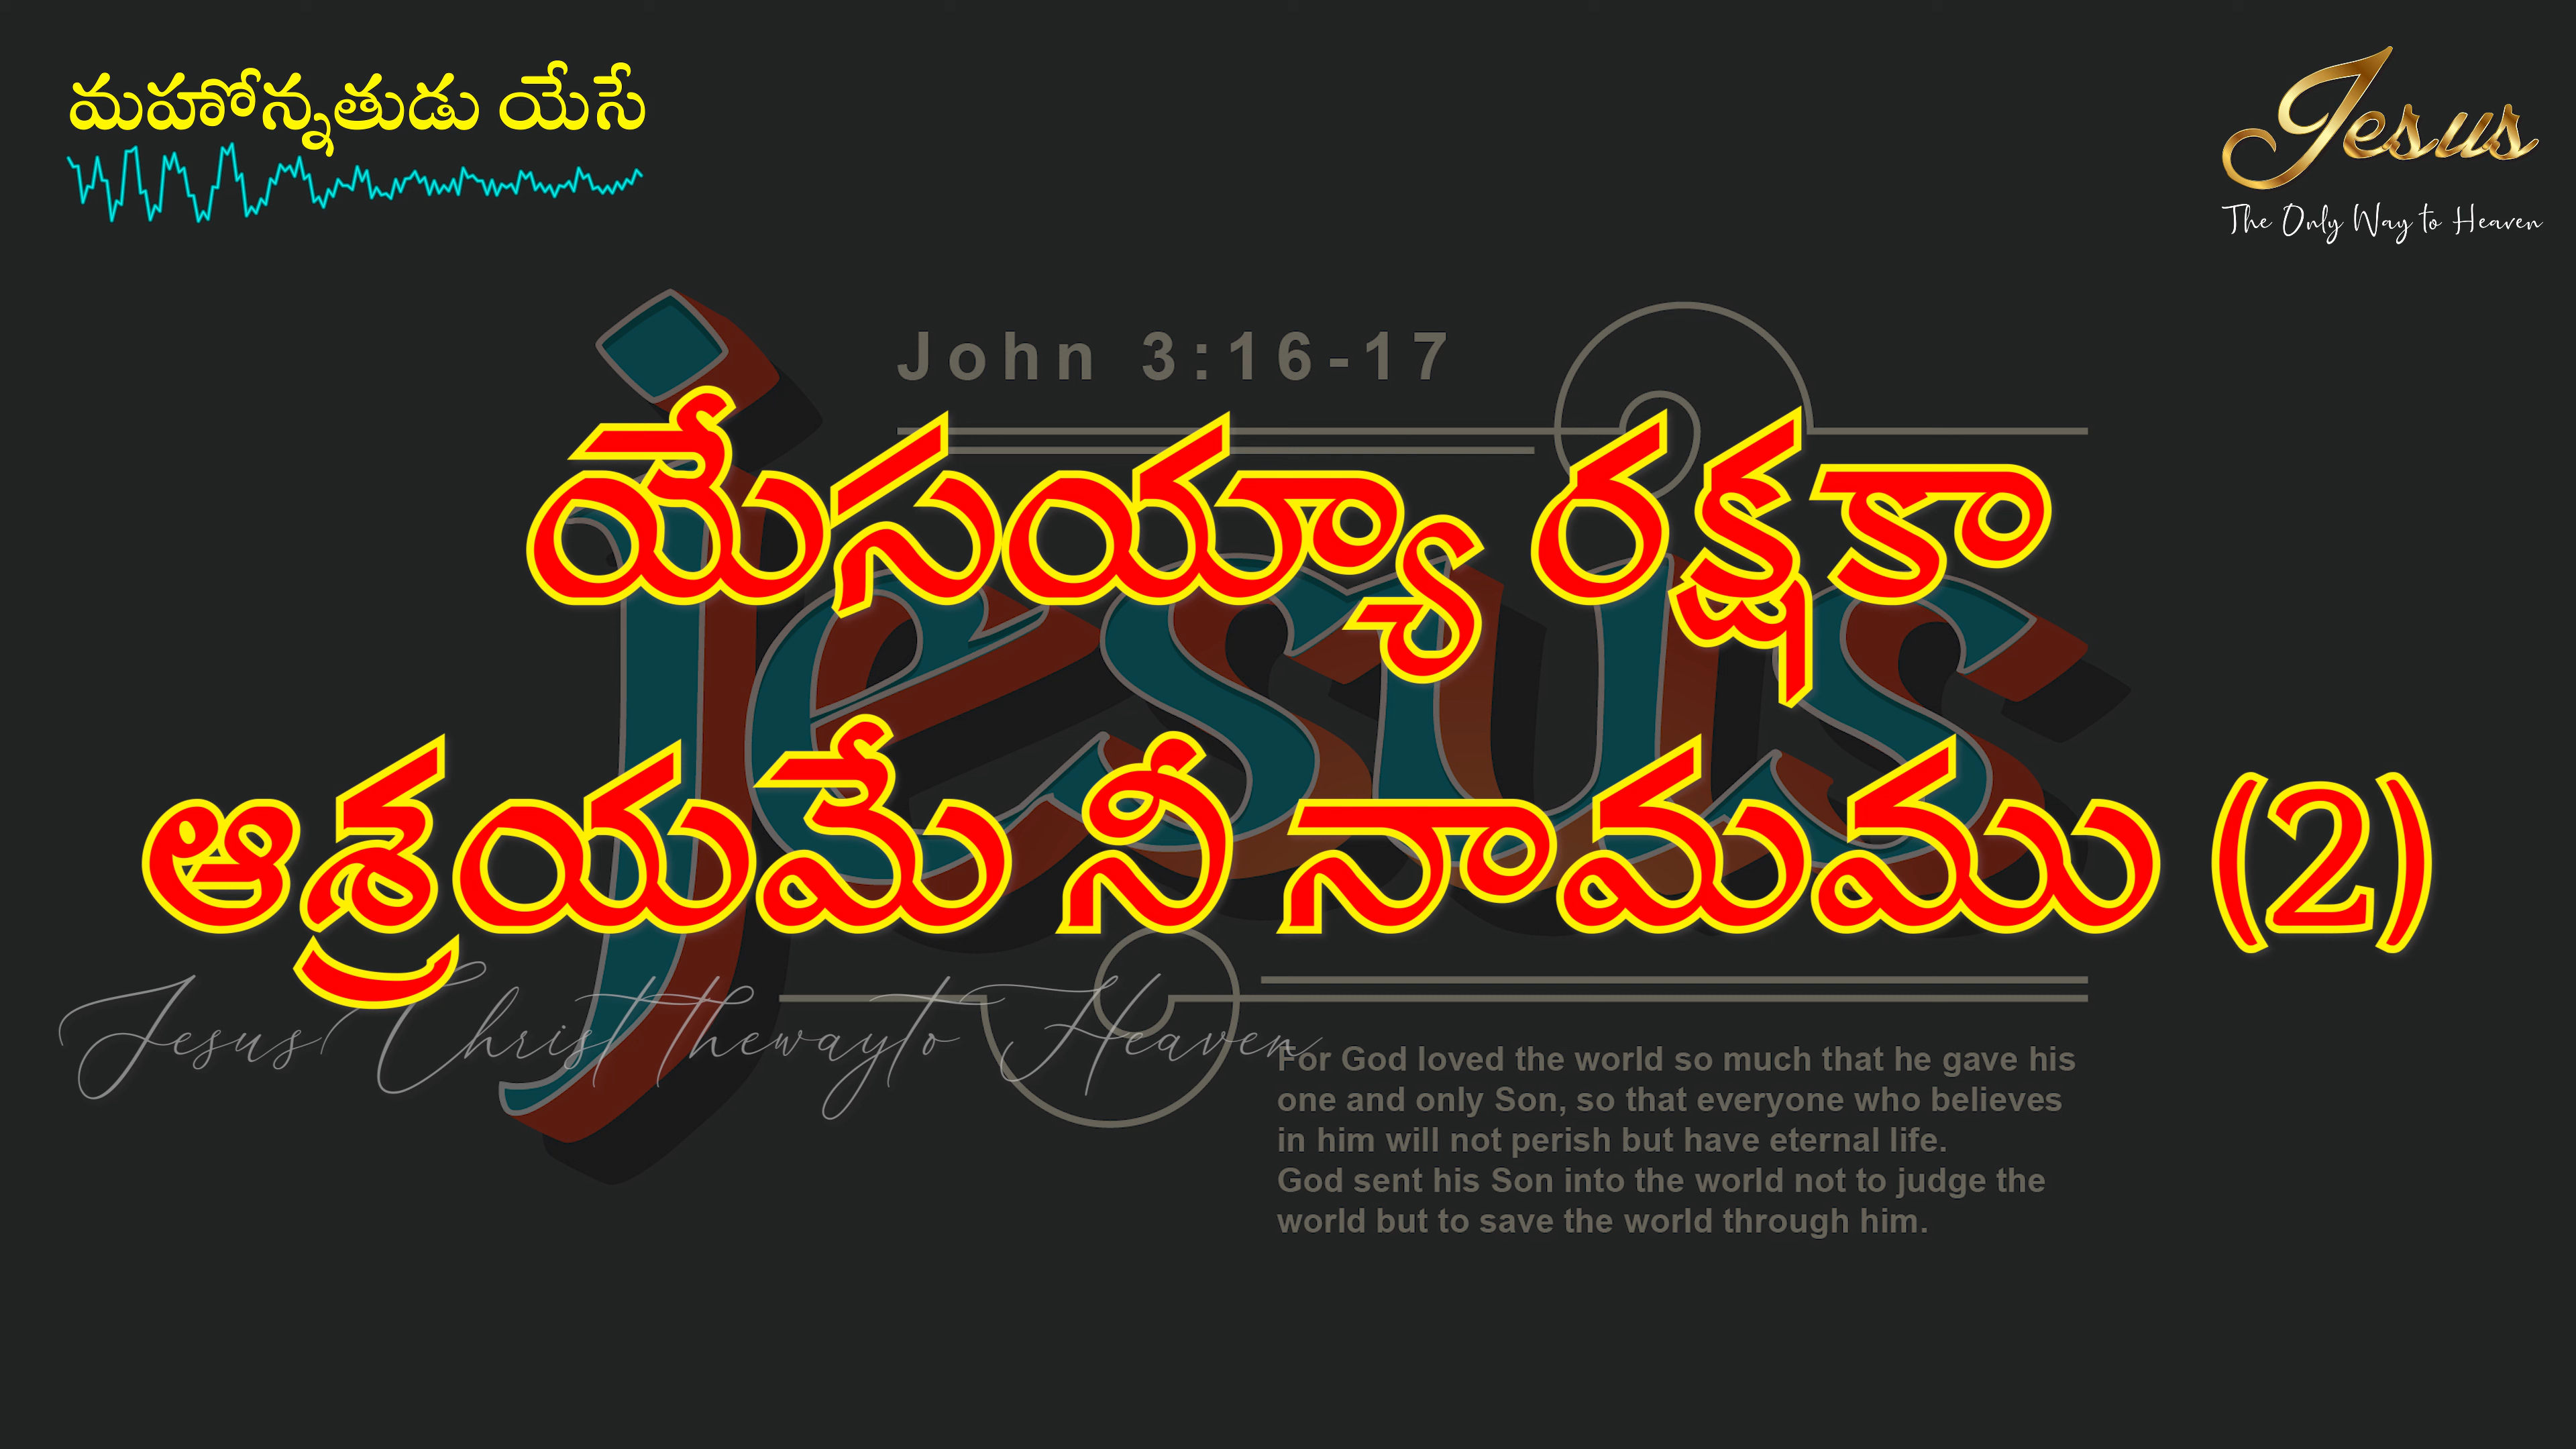 మహోన్నతుడు యేసే
Jesus
The Only Way to Heaven
John 3:16-17
jesus
యేసయ్యా రక్షకా
ఆశ్రయమే నీ నామము (2)
Jesus Christ the way to Heaven
For God loved the world so much that he gave his
one and only Son, so that everyone who believes
in him will not perish but have eternal life.
God sent his Son into the world not to judge the
world but to save the world through him.